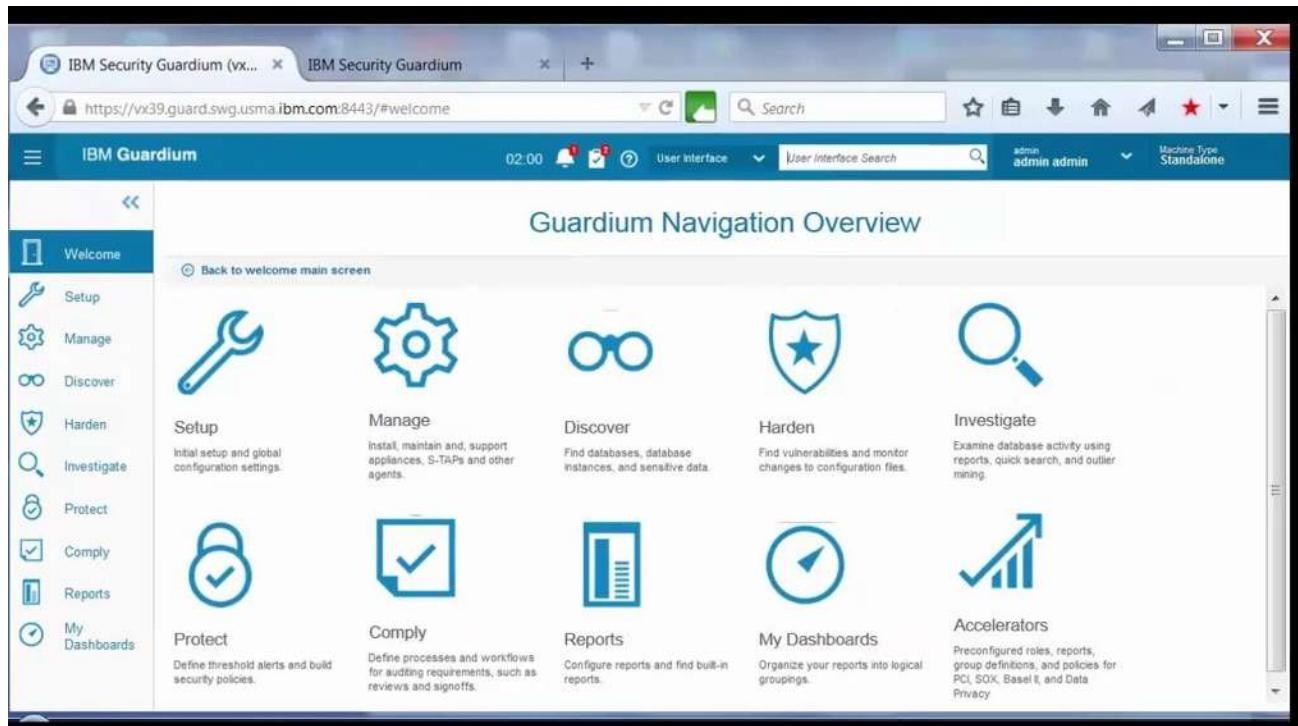 IBM Security Guardium (vx... ×
IBM Security Guardium × +
https://vx39.guard.swg.usma.ibm.com:8443/#welcome
Search
IBM Guardium
02:00
User Interface
User Interface Search
admin
admin admin
Machine Type
Standalone
<<
Guardium Navigation Overview
Back to welcome main screen
Welcome
Setup
Manage
Discover
Harden
Investigate
Protect
Comply
Reports
My
Dashboards
Setup
Initial setup and global
configuration settings.
Manage
Install, maintain and, support
appliances, S-TAPs and other
agents.
Discover
Find databases, database
instances, and sensitive data.
Harden
Find vulnerabilities and monitor
changes to configuration files.
Investigate
Examine database activity using
reports, quick search, and outlier
mining.
Protect
Define threshold alerts and build
security policies.
Comply
Define processes and workflows
for auditing requirements, such as
reviews and signoffs.
Reports
Configure reports and find built-in
reports.
My Dashboards
Organize your reports into logical
groupings.
Accelerators
Preconfigured roles, reports,
group definitions, and policies for
PCI, SOX, Basel II, and Data
Privacy